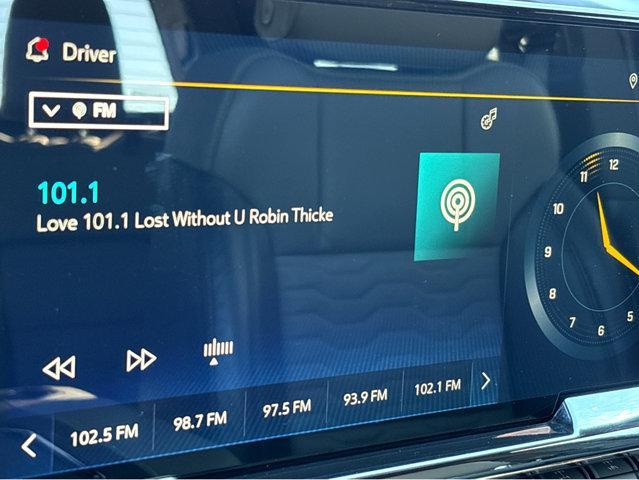 Driver
FM
101.1
Love 101.1 Lost Without U Robin Thicke
102.5 FM
98.7 FM
97.5 FM
93.9 FM
102.1 FM
11
12
10
9
8
7
6
5